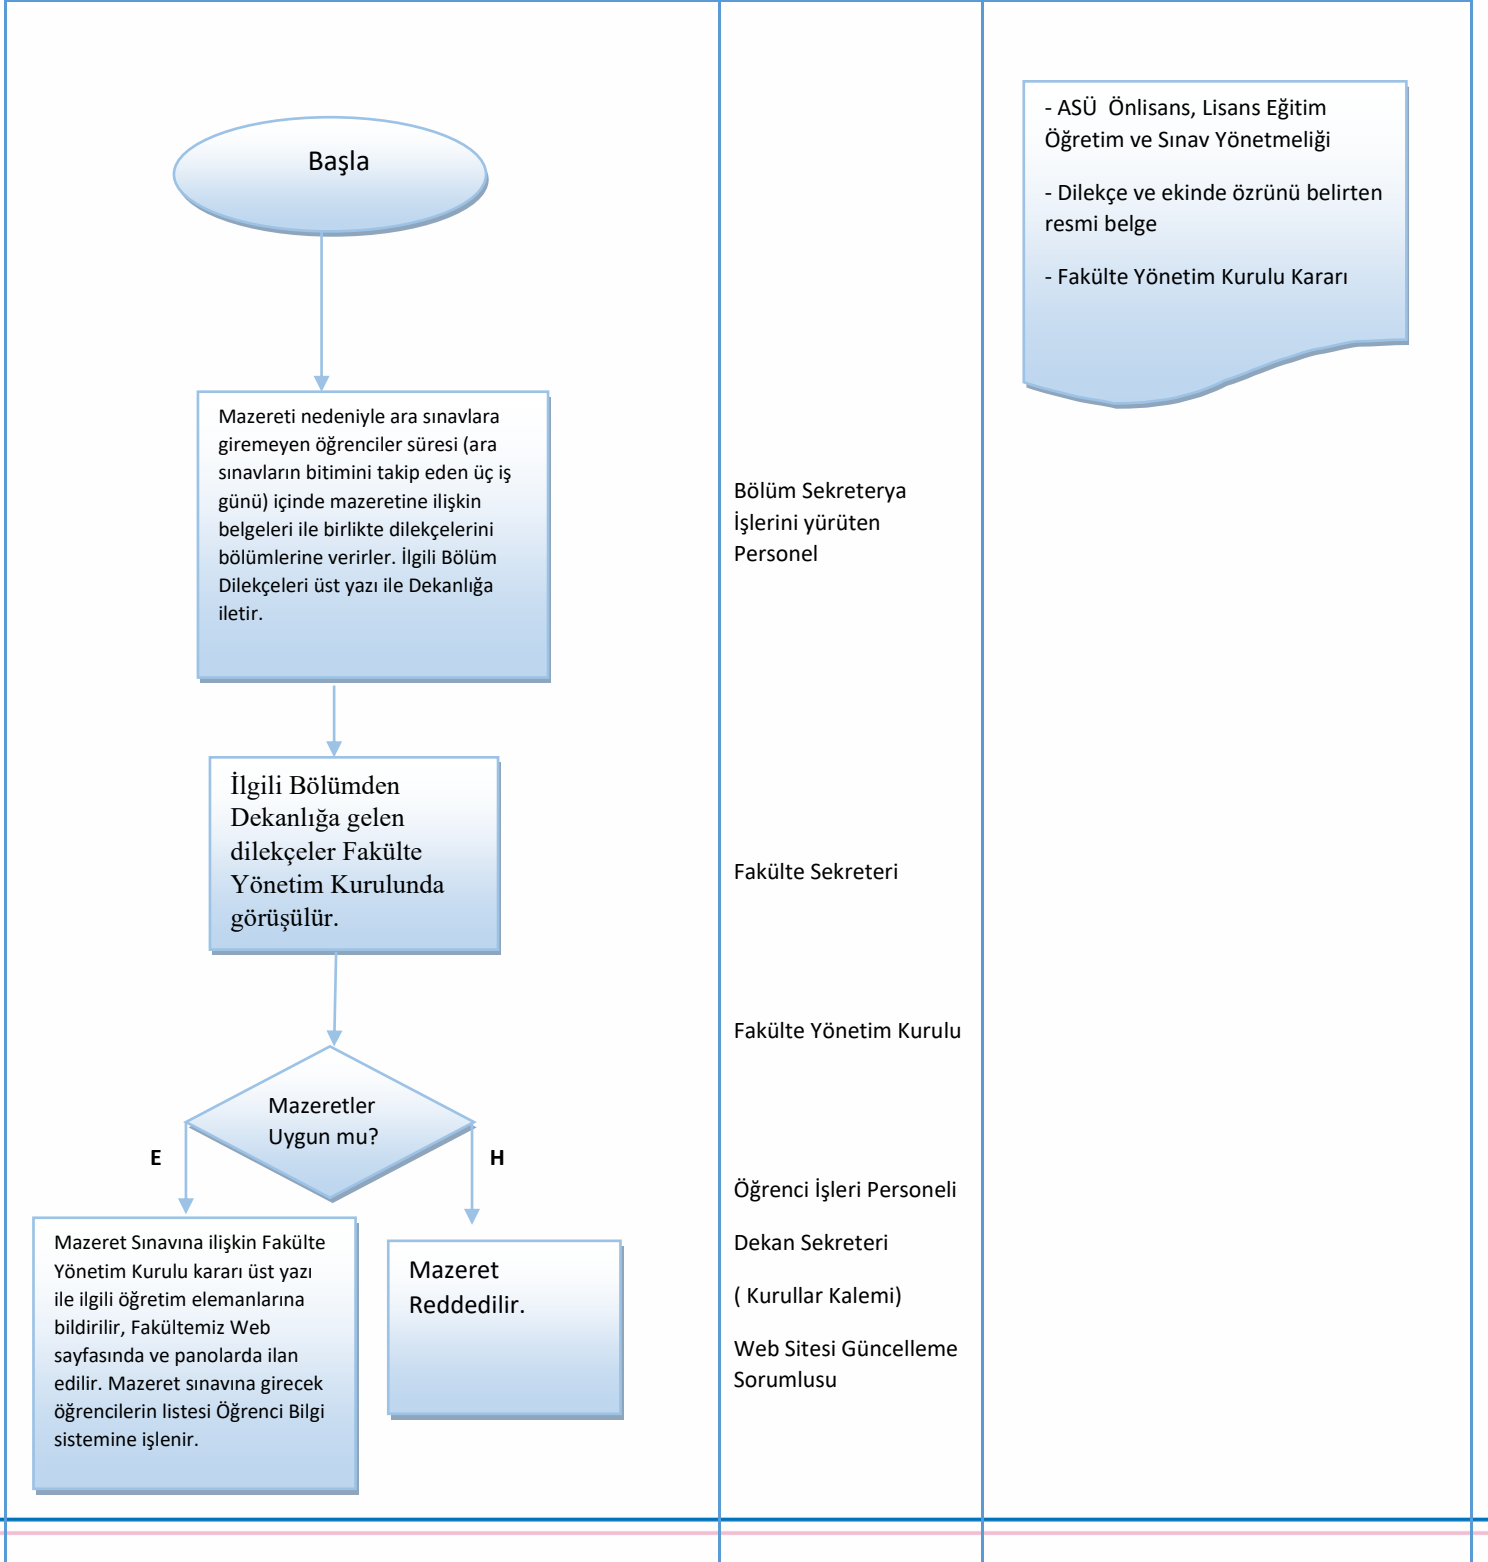 Başla
Mazereti nedeniyle ara sınavlara
giremeyen öğrenciler süresi (ara
sınavların bitimini takip eden üç iş
günü) içinde mazeretine ilişkin
belgeleri ile birlikte dilekçelerini
bölümlerine verirler. İlgili Bölüm
Dilekçeleri üst yazı ile Dekanlığa
iletir.
İlgili Bölümden
Dekanlığa gelen
dilekçeler Fakülte
Yönetim Kurulunda
görüşülür.
Mazeretler
Uygun mu?
E
H
Mazeret Sınavına ilişkin Fakülte
Yönetim Kurulu kararı üst yazı
ile ilgili öğretim elemanlarına
bildirilir, Fakültemiz Web
sayfasında ve panolarda ilan
edilir. Mazeret sınavına girecek
öğrencilerin listesi Öğrenci Bilgi
sistemine işlenir.
Mazeret
Reddedilir.
Bölüm Sekreterya
İşlerini yürüten
Personel
Fakülte Sekreteri
Fakülte Yönetim Kurulu
Öğrenci İşleri Personeli
Dekan Sekreteri
( Kurullar Kalemi)
Web Sitesi Güncelleme
Sorumlusu
- ASÜ  Önlisans, Lisans Eğitim
Öğretim ve Sınav Yönetmeliği
- Dilekçe ve ekinde özrünü belirten
resmi belge
- Fakülte Yönetim Kurulu Kararı